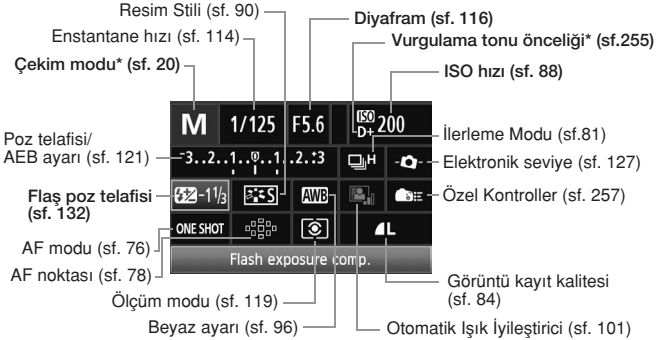 Resim Stili (sf. 90)
Enstantane hızı (sf. 114)
Çekim modu* (sf. 20)
Diyafram (sf. 116)
Vurgulama tonu önceliği* (sf.255)
ISO hızı (sf. 88)
M 1/125 F5.6 ISO D+ 200
Poz telafisi/
AEB ayarı (sf. 121)
-3..2..1..0..1..2.+3
H
İlerleme Modu (sf.81)
Elektronik seviye (sf. 127)
Flaş poz telafisi
(sf. 132)
-1 1/3
S
AWB
Özel Kontroller (sf. 257)
ONE SHOT
L
AF modu (sf. 76)
AF noktası (sf. 78)
Flash exposure comp.
Ölçüm modu (sf. 119)
Beyaz ayarı (sf. 96)
Görüntü kayıt kalitesi
(sf. 84)
Otomatik Işık İyileştirici (sf. 101)